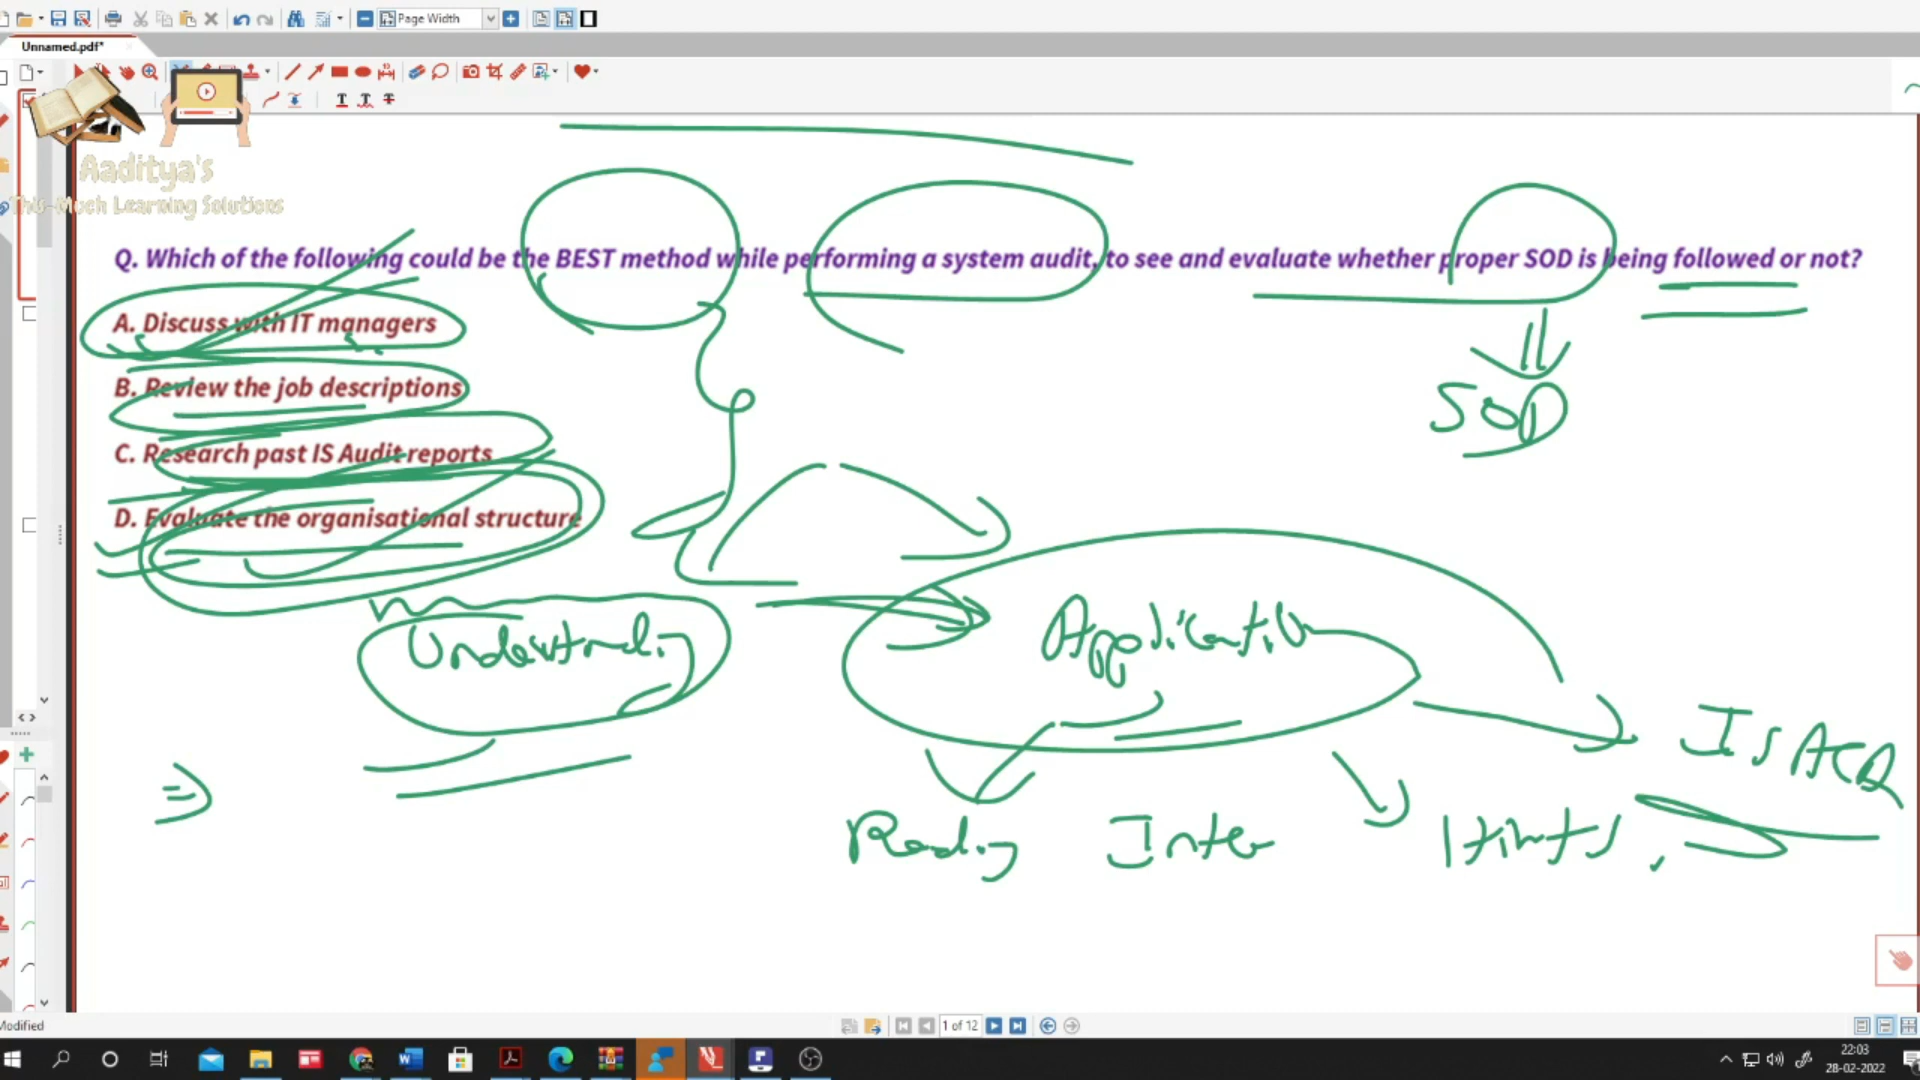 Page Width
Unnamed.pdf*
Aaditya's
This-Much Learning Solutions
Q. Which of the following could be the BEST method while performing a system audit, to see and evaluate whether proper SOD is being followed or not?
A. Discuss with IT managers
B. Review the job descriptions
C. Research past IS Audit reports
D. Evaluate the organisational structure
SOD
Application
ISACA
Inter
Hints
Modified
1 of 12
22:03
28-02-2022